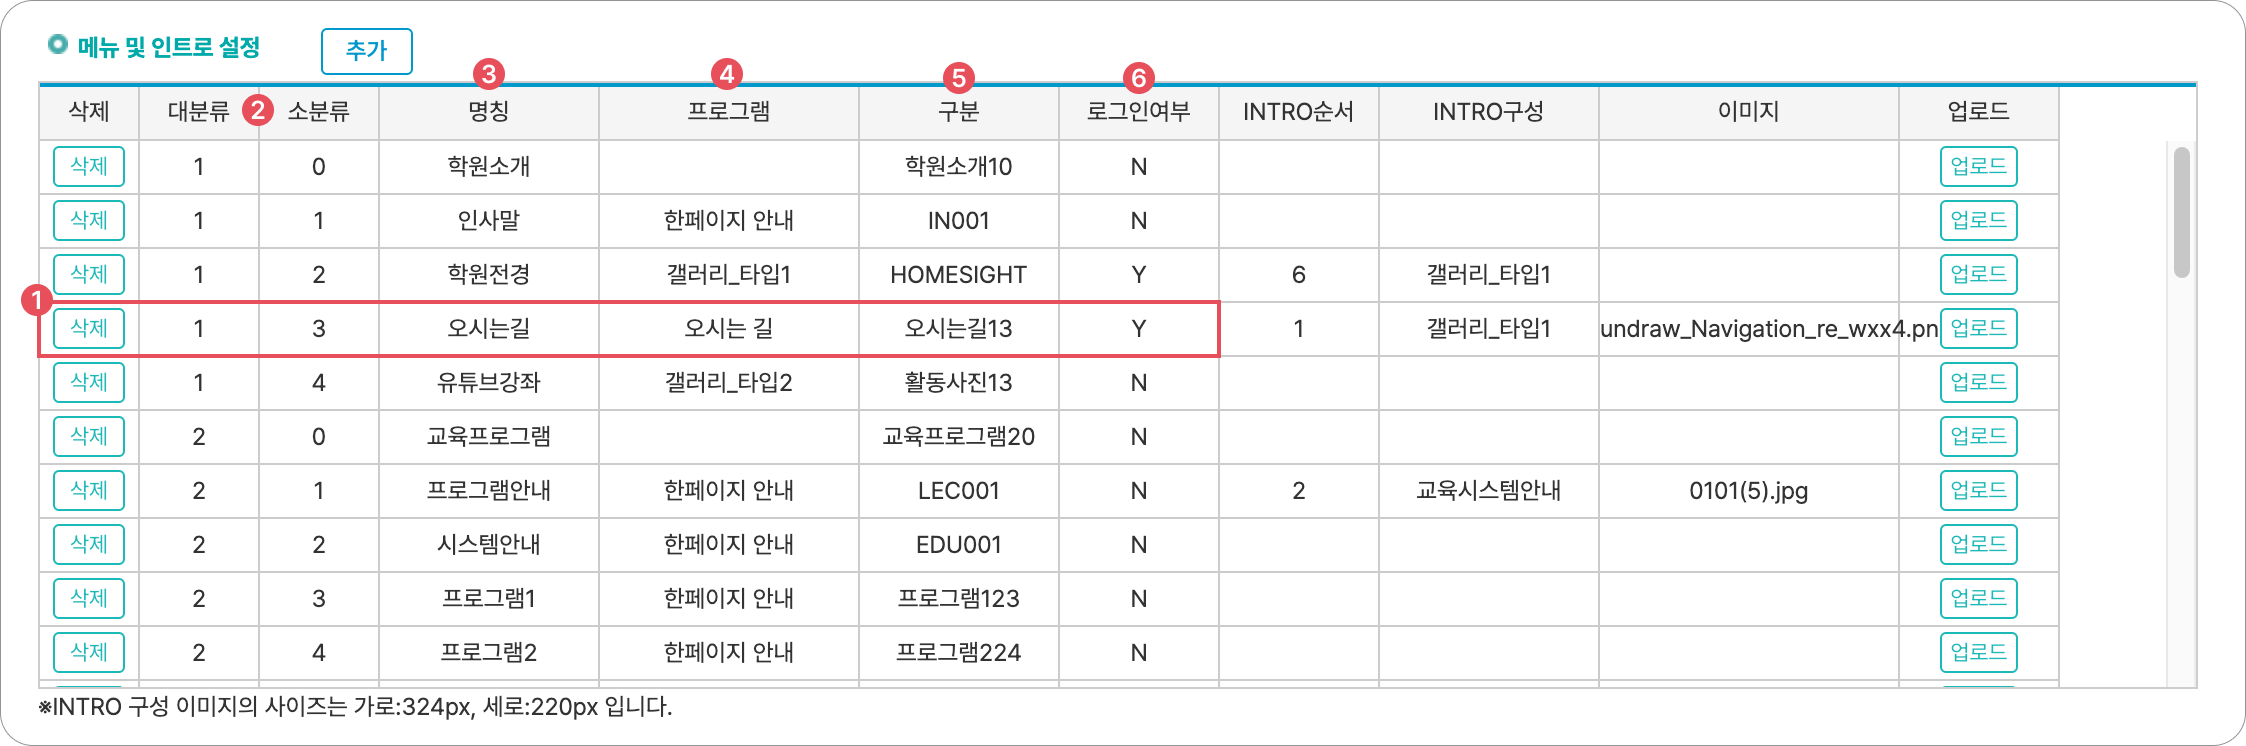 메뉴 및 인트로 설정 추가
삭제 대분류 2 소분류 3 명칭 4 프로그램 5 구분 6 로그인여부 INTRO순서 INTRO구성 이미지 업로드
삭제 1 0 학원소개 학원소개10 N 업로드
삭제 1 1 인사말 한페이지 안내 IN001 N 업로드
삭제 1 2 학원전경 갤러리_타입1 HOMESIGHT Y 6 갤러리_타입1 업로드
1 삭제 1 3 오시는길 오시는 길 오시는길13 Y 1 갤러리_타입1 undraw_Navigation_re_wxx4.pn 업로드
삭제 1 4 유튜브강좌 갤러리_타입2 활동사진13 N 업로드
삭제 2 0 교육프로그램 교육프로그램20 N 업로드
삭제 2 1 프로그램안내 한페이지 안내 LEC001 N 2 교육시스템안내 0101(5).jpg 업로드
삭제 2 2 시스템안내 한페이지 안내 EDU001 N 업로드
삭제 2 3 프로그램1 한페이지 안내 프로그램123 N 업로드
삭제 2 4 프로그램2 한페이지 안내 프로그램224 N 업로드
※INTRO 구성 이미지의 사이즈는 가로:324px, 세로:220px 입니다.